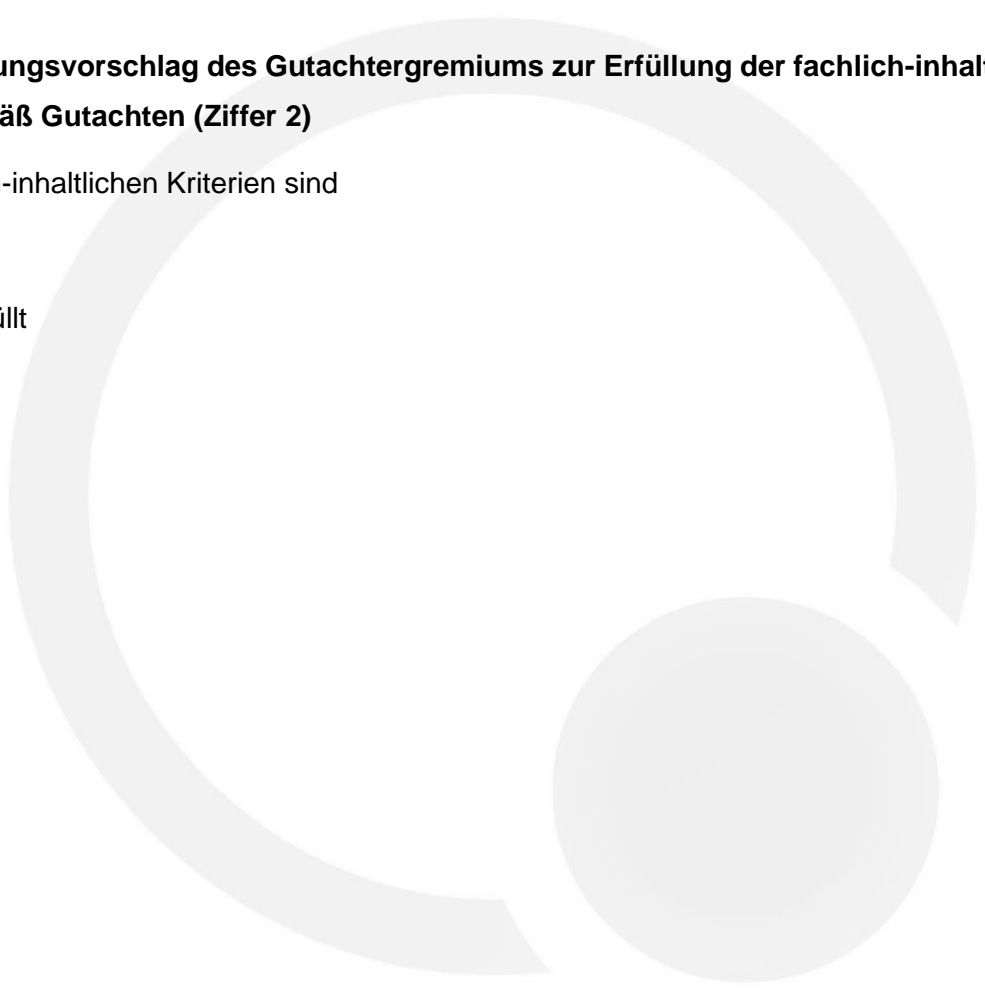 ungsvorschlag des Gutachtergremiums zur Erfüllung der fachlich-inhalt
äß Gutachten (Ziffer 2)
-inhaltlichen Kriterien sind
üllt